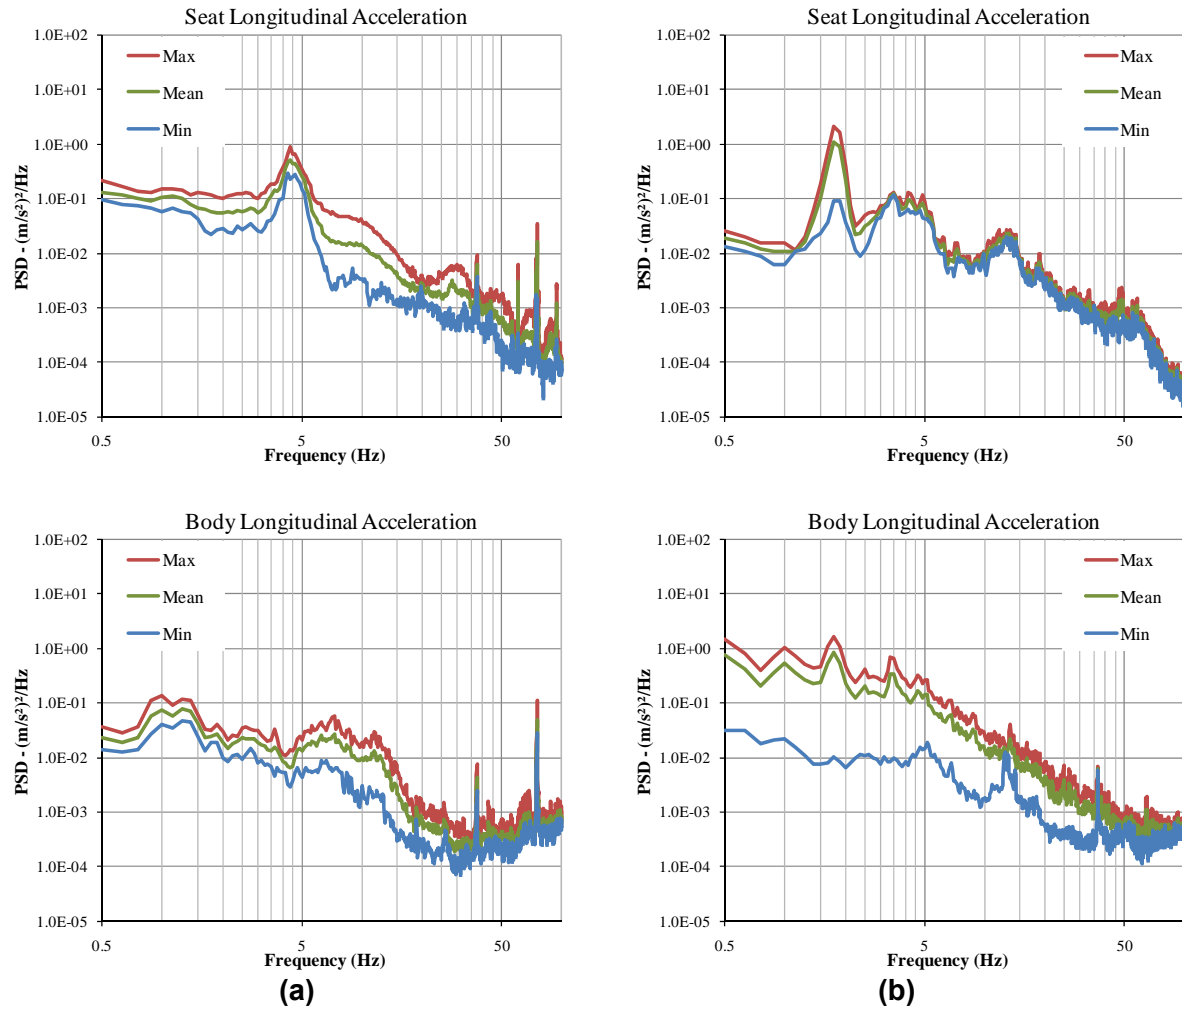 Seat Longitudinal Acceleration
1.0E+02
1.0E+01
1.0E+00
1.0E-01
1.0E-02
1.0E-03
1.0E-04
1.0E-05
PSD - (m/s²)²/Hz
Max
Mean
Min
0.5 5 50
Frequency (Hz)
Seat Longitudinal Acceleration
1.0E+02
1.0E+01
1.0E+00
1.0E-01
1.0E-02
1.0E-03
1.0E-04
1.0E-05
PSD - (m/s²)²/Hz
Max
Mean
Min
0.5 5 50
Frequency (Hz)
Body Longitudinal Acceleration
1.0E+02
1.0E+01
1.0E+00
1.0E-01
1.0E-02
1.0E-03
1.0E-04
1.0E-05
PSD - (m/s²)²/Hz
Max
Mean
Min
0.5 5 50
Frequency (Hz)
(a)
Body Longitudinal Acceleration
1.0E+02
1.0E+01
1.0E+00
1.0E-01
1.0E-02
1.0E-03
1.0E-04
1.0E-05
PSD - (m/s²)²/Hz
Max
Mean
Min
0.5 5 50
Frequency (Hz)
(b)